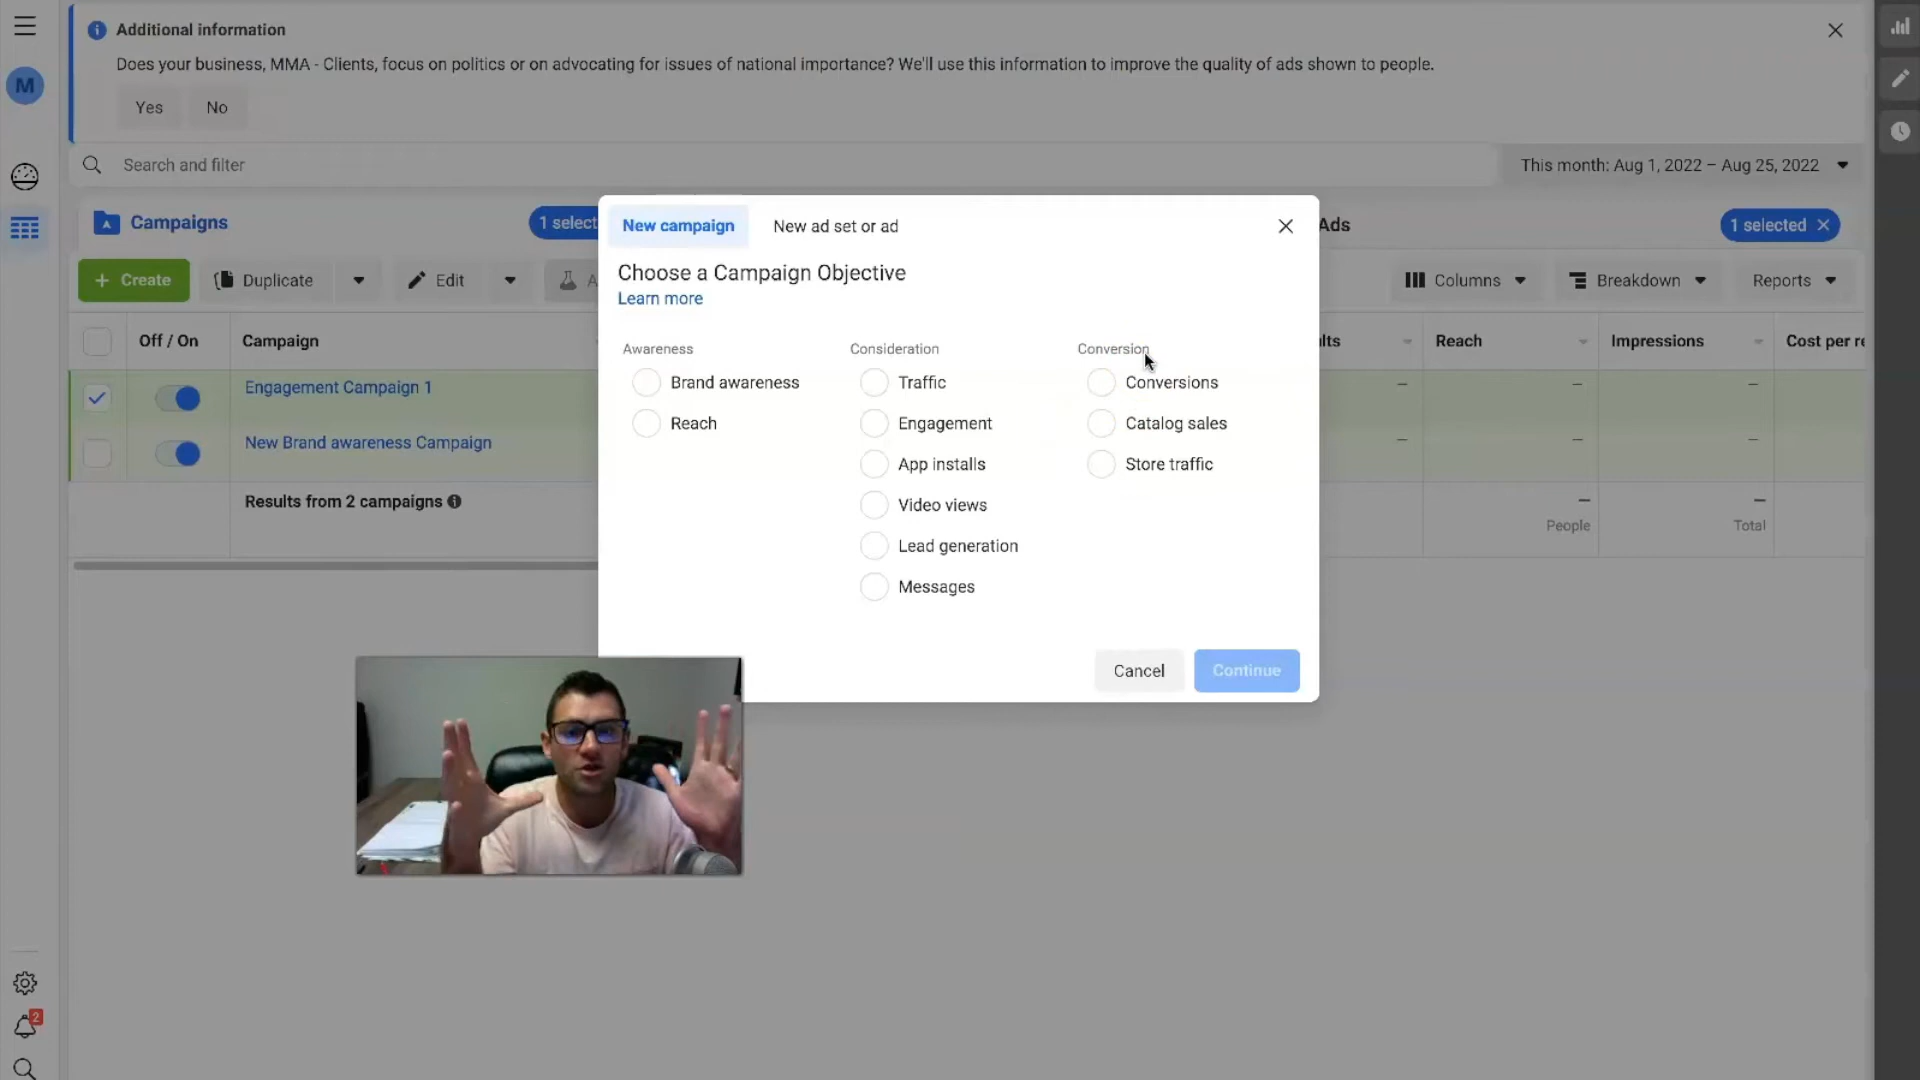 Additional information
Does your business, MMA - Clients, focus on politics or on advocating for issues of national importance? We'll use this information to improve the quality of ads shown to people.
Yes No
M
Search and filter
This month: Aug 1, 2022 – Aug 25, 2022
Campaigns
1 select
Ads
1 selected
New campaign
New ad set or ad
+ Create
Duplicate
Edit
A
Columns
Breakdown
Reports
Choose a Campaign Objective
Learn more
Off / On
Campaign
lts
Reach
Impressions
Cost per re
Awareness
Brand awareness
Reach
Consideration
Traffic
Engagement
App installs
Video views
Lead generation
Messages
Conversion
Conversions
Catalog sales
Store traffic
Engagement Campaign 1
— — —
New Brand awareness Campaign
— — —
Results from 2 campaigns
— —
People
Total
Cancel
Continue
2